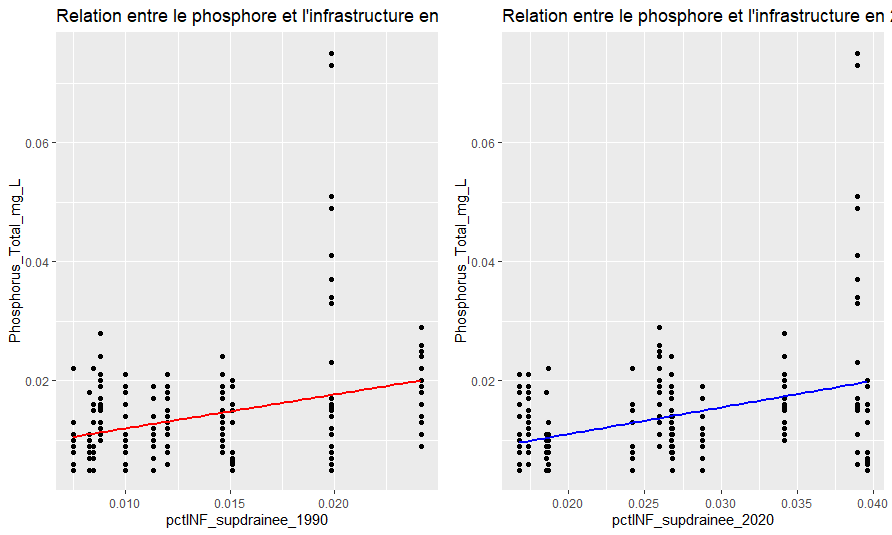 Relation entre le phosphore et l'infrastructure en
Phosphorus_Total_mg_L
0.06
0.04
0.02
0.010
0.015
0.020
pctINF_supdrainee_1990
Relation entre le phosphore et l'infrastructure en 2
Phosphorus_Total_mg_L
0.06
0.04
0.02
0.020
0.025
0.030
0.035
0.040
pctINF_supdrainee_2020